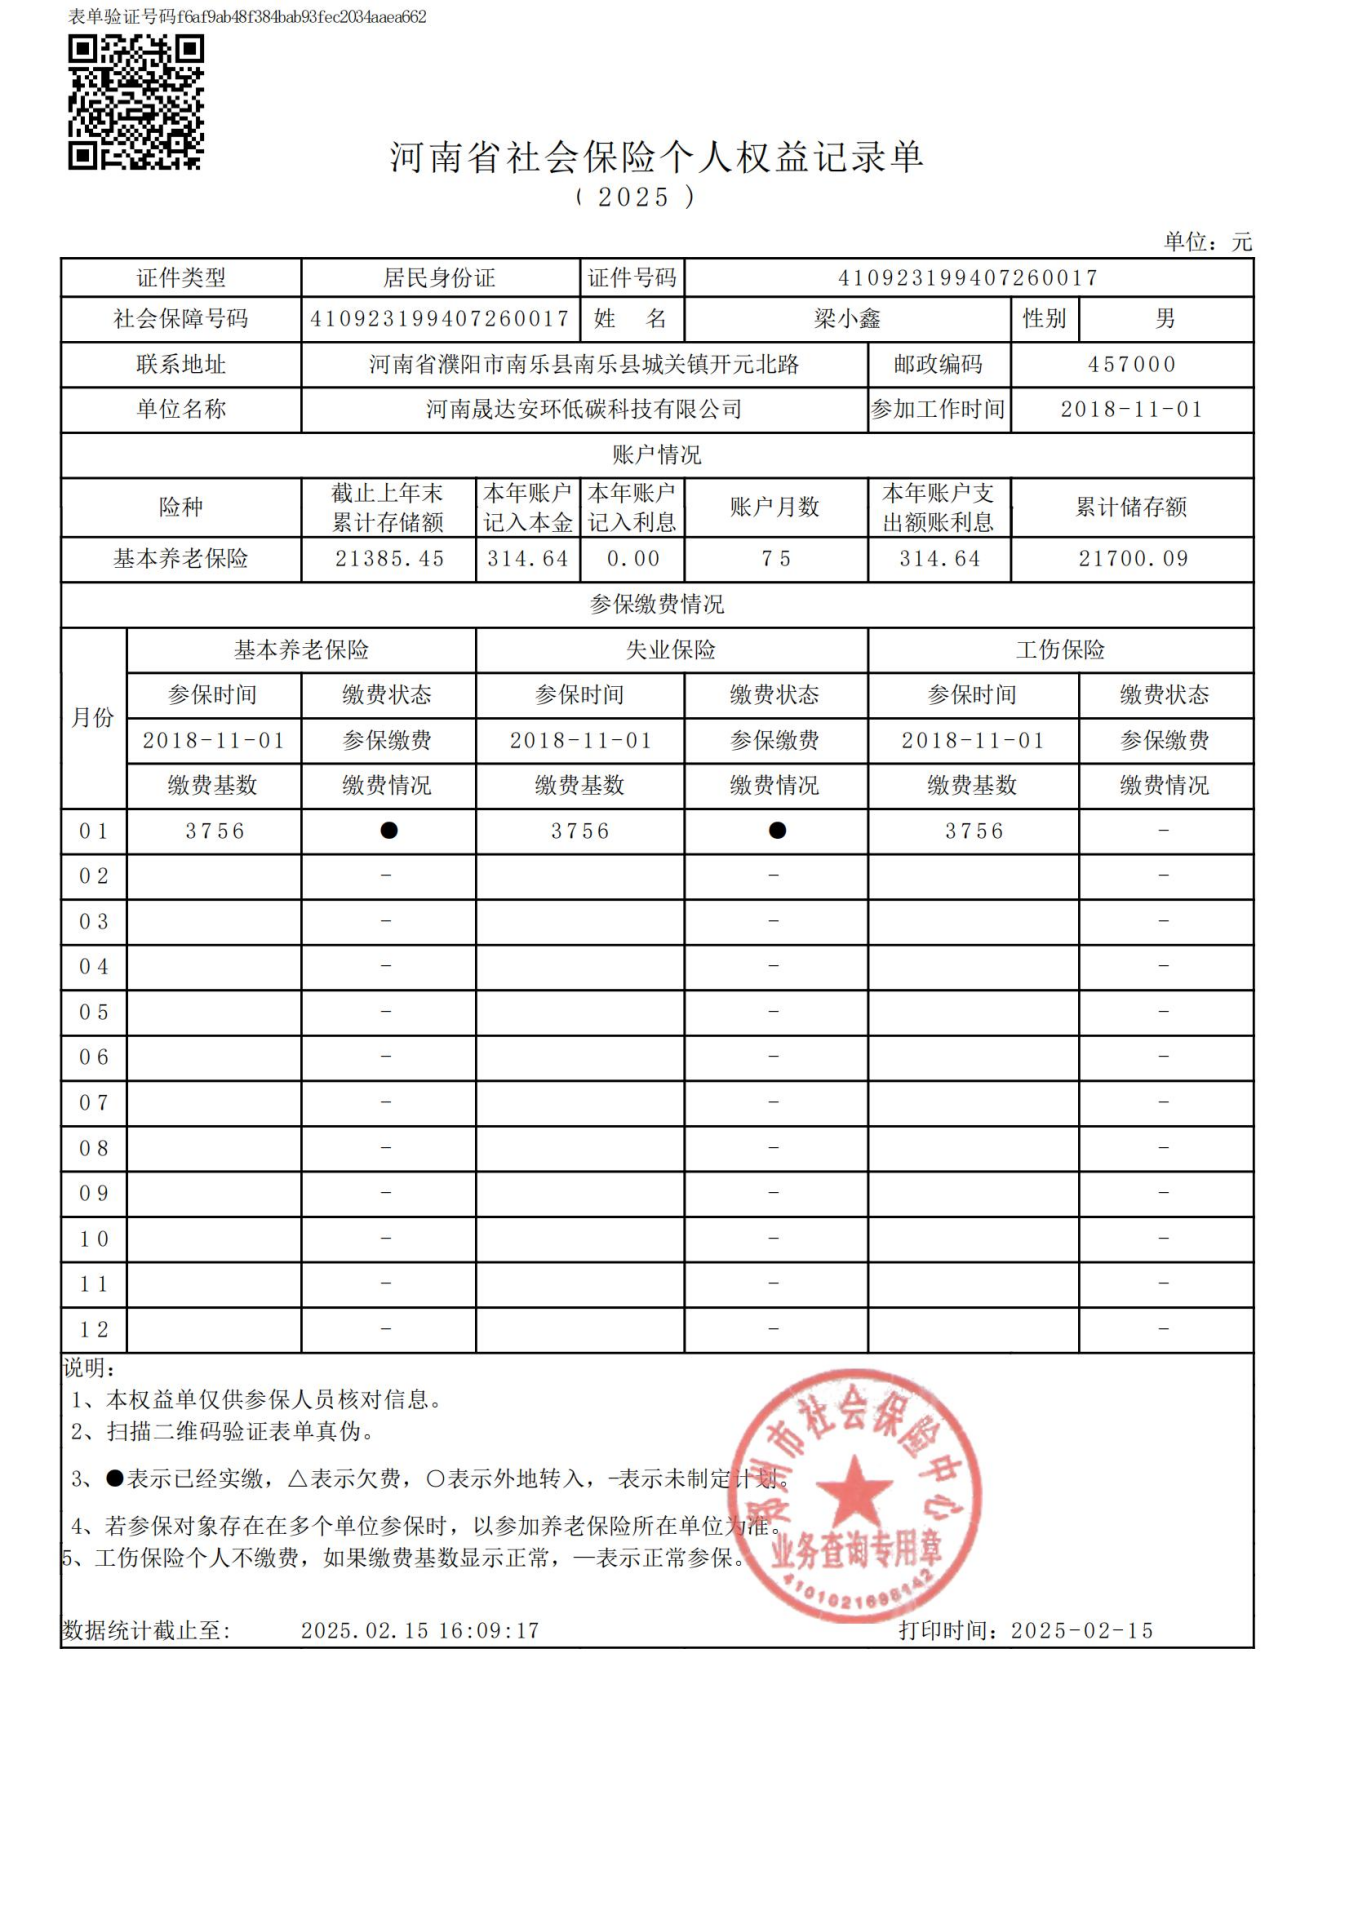 表单验证号码f6af9ab48f384bab93fec2034aaea662
河南省社会保险个人权益记录单
（2025）
单位：元
证件类型 居民身份证 证件号码 410923199407260017
社会保障号码 410923199407260017 姓 名 梁小鑫 性别 男
联系地址 河南省濮阳市南乐县南乐县城关镇开元北路 邮政编码 457000
单位名称 河南晟达安环低碳科技有限公司 参加工作时间 2018-11-01
账户情况
险种 截止上年末累计存储额 本年账户记入本金 本年账户记入利息 账户月数 本年账户支出额账利息 累计储存额
基本养老保险 21385.45 314.64 0.00 75 314.64 21700.09
参保缴费情况
月份 基本养老保险 失业保险 工伤保险
参保时间 缴费状态 参保时间 缴费状态 参保时间 缴费状态
2018-11-01 参保缴费 2018-11-01 参保缴费 2018-11-01 参保缴费
缴费基数 缴费情况 缴费基数 缴费情况 缴费基数 缴费情况
01 3756 ● 3756 ● 3756 -
02 - - -
03 - - -
04 - - -
05 - - -
06 - - -
07 - - -
08 - - -
09 - - -
10 - - -
11 - - -
12 - - -
说明：
1、本权益单仅供参保人员核对信息。
2、扫描二维码验证表单真伪。
3、●表示已经实缴，△表示欠费，○表示外地转入，-表示未制定计划。
4、若参保对象存在在多个单位参保时，以参加养老保险所在单位为准。
5、工伤保险个人不缴费，如果缴费基数显示正常，—表示正常参保。
郑州市社会保险中心
业务查询专用章
数据统计截止至： 2025.02.15 16:09:17 打印时间：2025-02-15